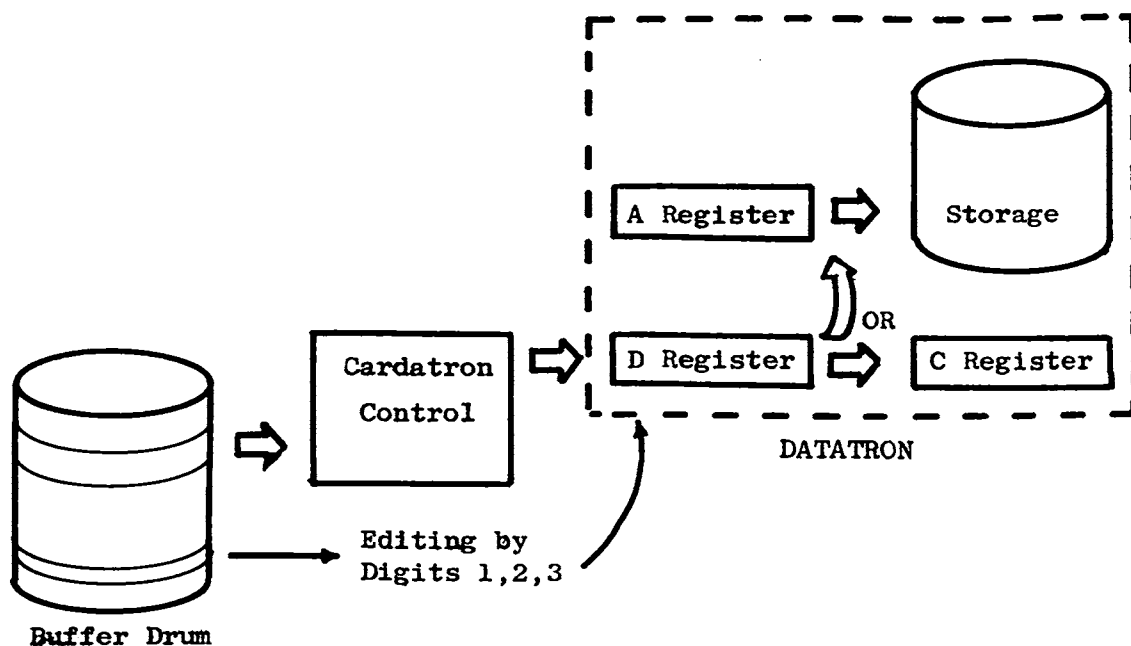 A Register
Storage
OR
D Register
C Register
Cardatron
Control
DATATRON
Editing by
Digits 1,2,3
Buffer Drum